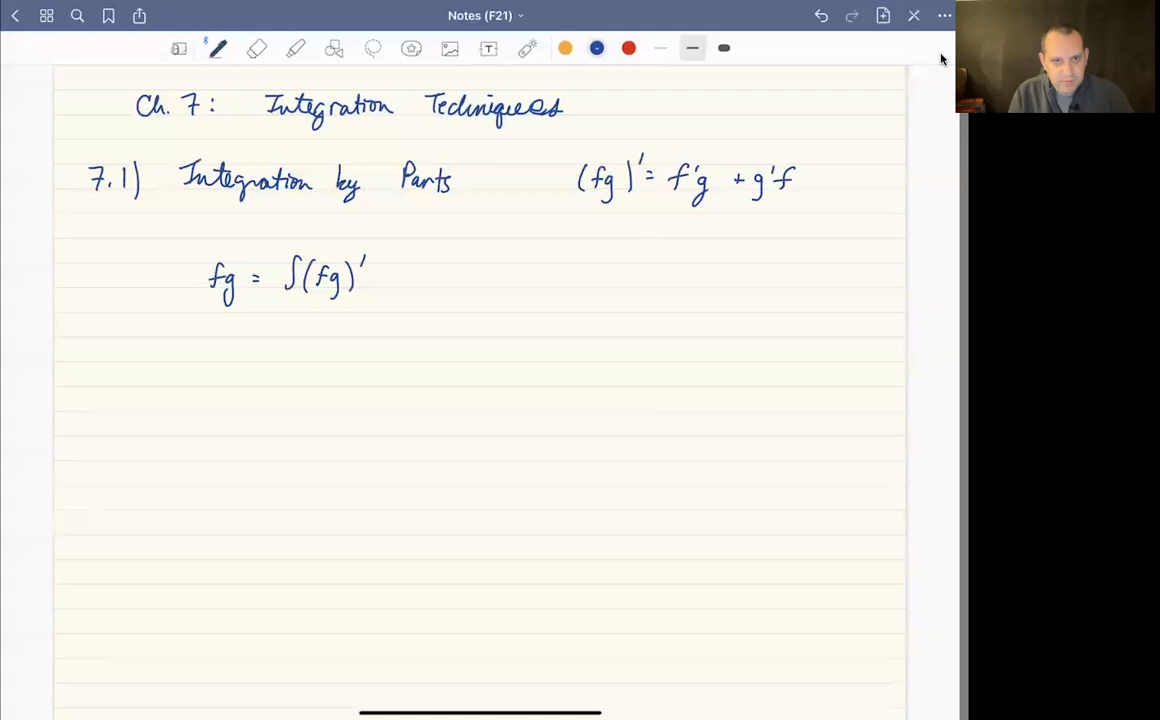 Notes (F21)
Ch. 7: Integration Techniques
7.1) Integration by Parts (fg)' = f'g + g'f
fg = ∫(fg)'